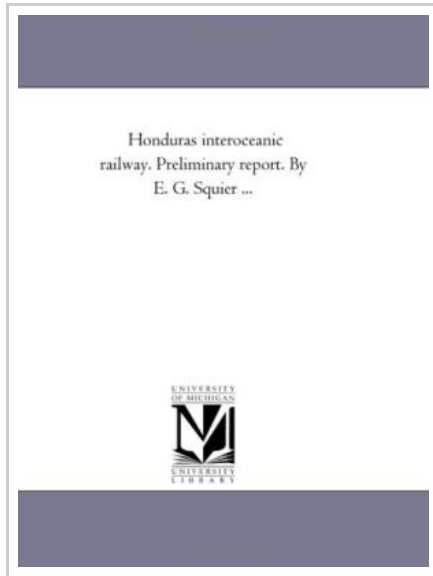 Honduras interoceanic
railway. Preliminary report. By
E. G. Squier ...
UNIVERSITY
OF MICHIGAN
UNIVERSITY
LIBRARY